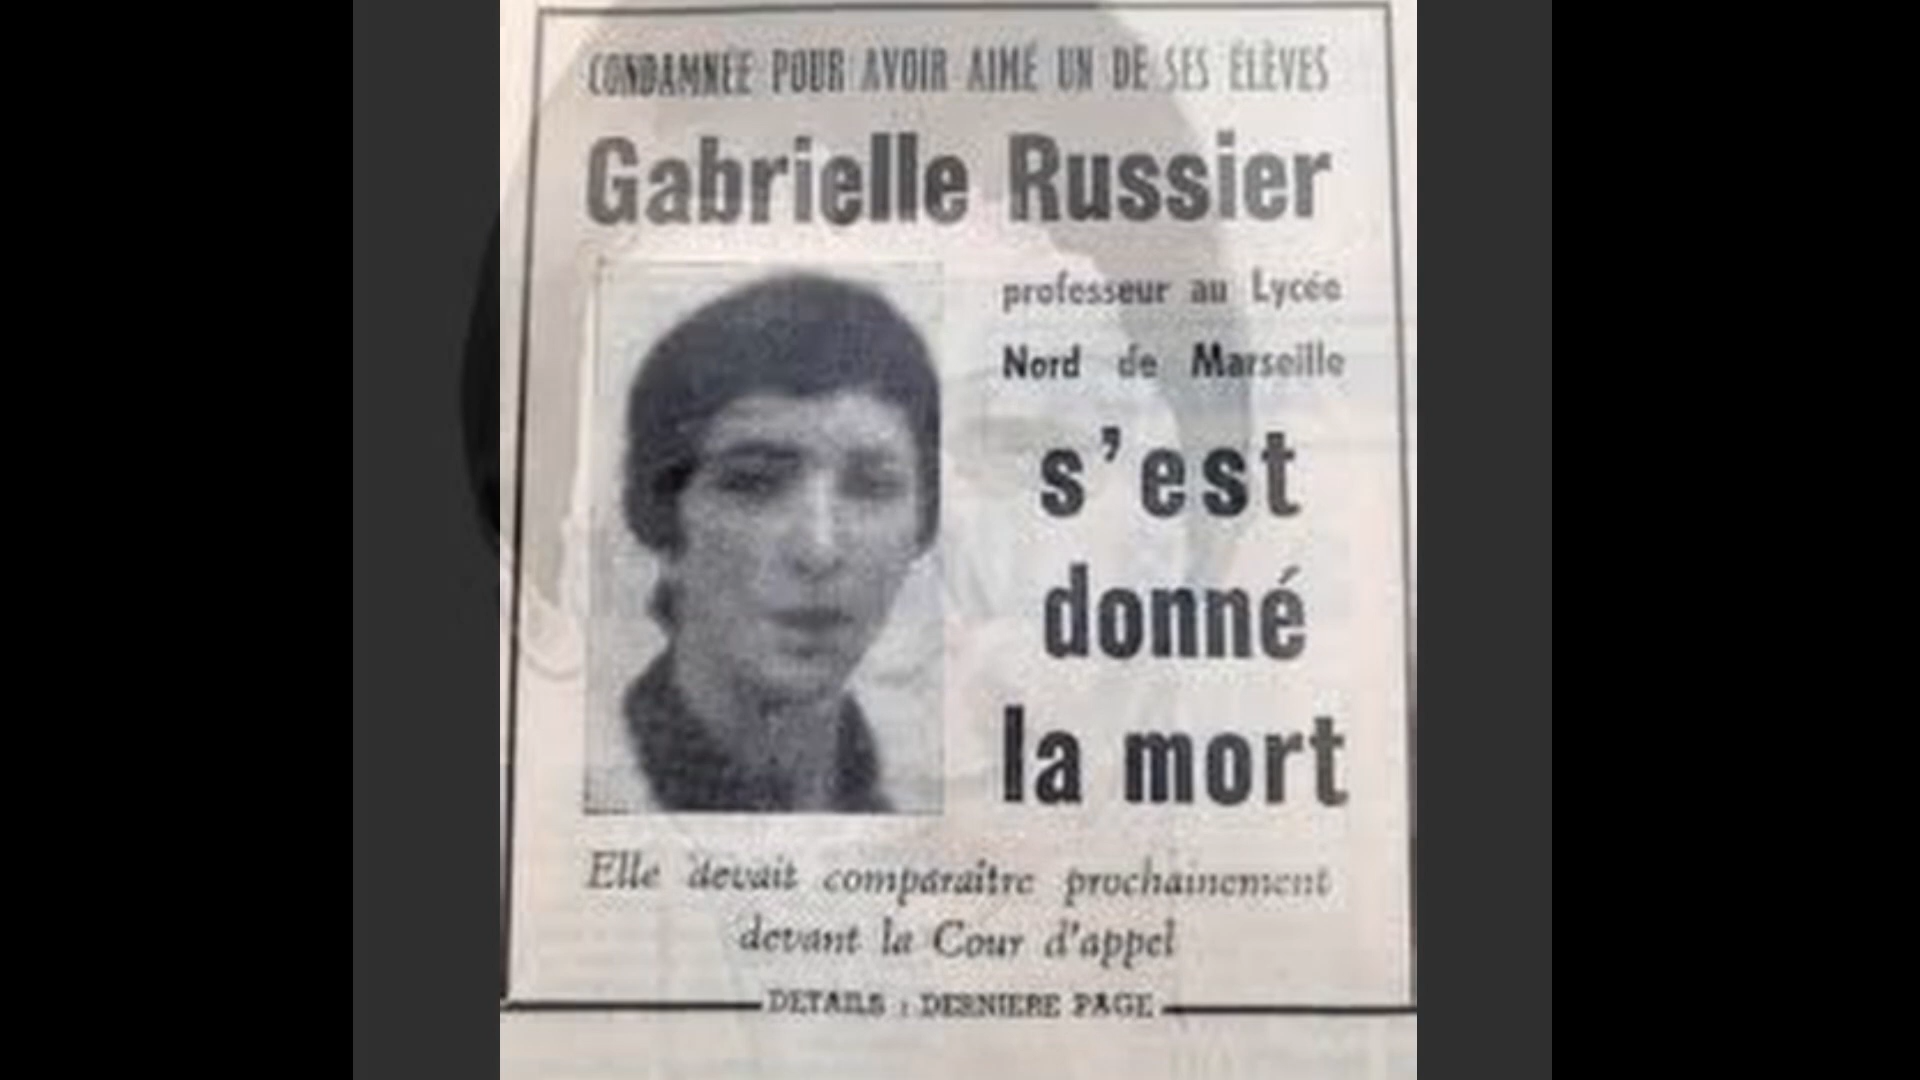 CONDAMNÉE POUR AVOIR AIMÉ UN DE SES ÉLÈVES
Gabrielle Russier
professeur au Lycée
Nord de Marseille
s'est
donné
la mort
Elle devait comparaître prochainement
devant la Cour d'appel
DETAILS : DERNIERE PAGE